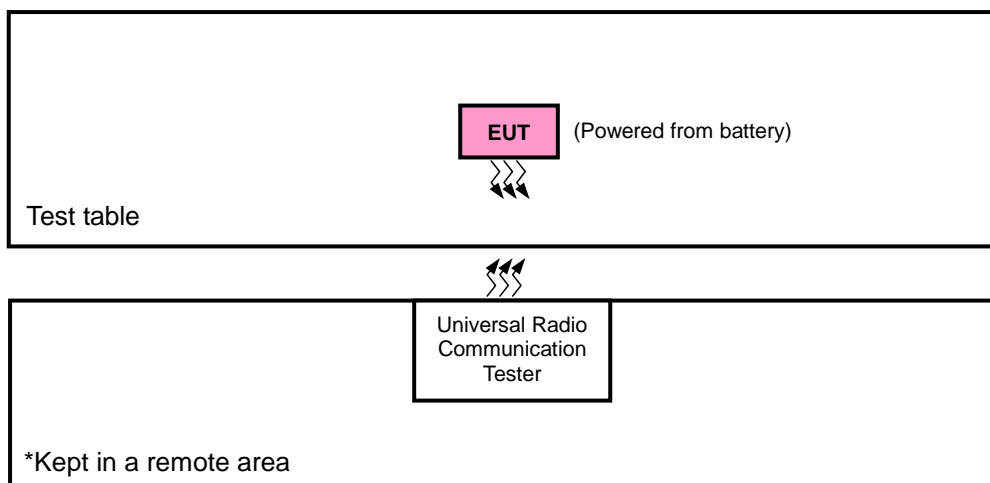 EUT
(Powered from battery)
Test table
Universal Radio
Communication
Tester
*Kept in a remote area